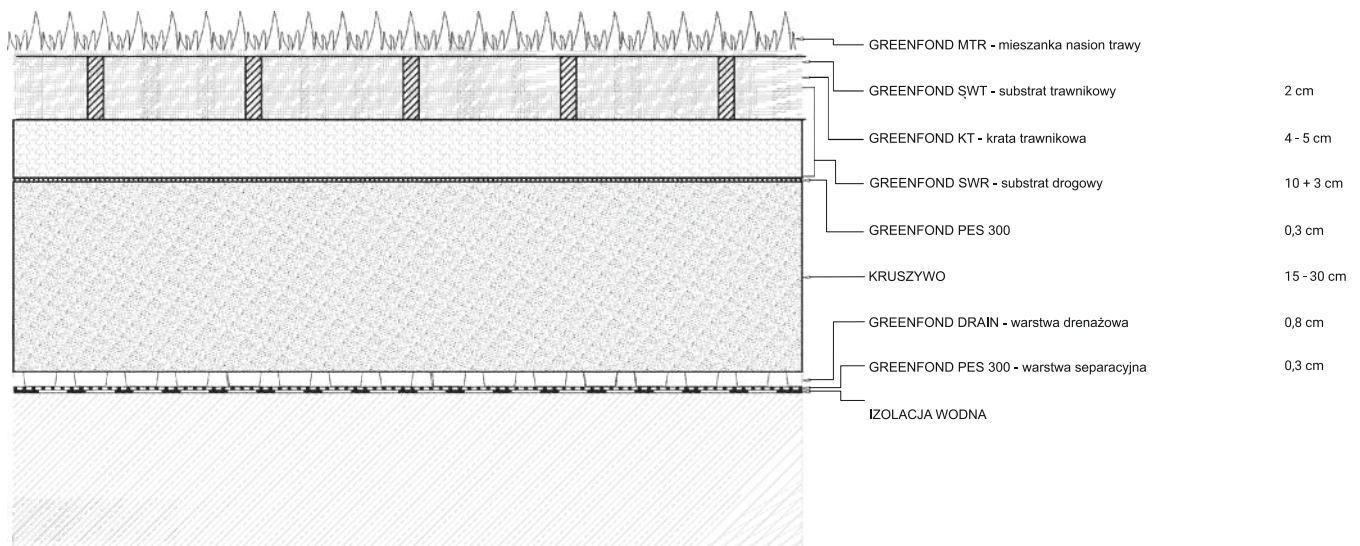 GREENFOND MTR - mieszanka nasion trawy
GREENFOND SWT - substrat trawnikowy 2 cm
GREENFOND KT - krata trawnikowa 4 - 5 cm
GREENFOND SWR - substrat drogowy 10 + 3 cm
GREENFOND PES 300 0,3 cm
KRUSZYWO 15 - 30 cm
GREENFOND DRAIN - warstwa drenażowa 0,8 cm
GREENFOND PES 300 - warstwa separacyjna 0,3 cm
IZOLACJA WODNA